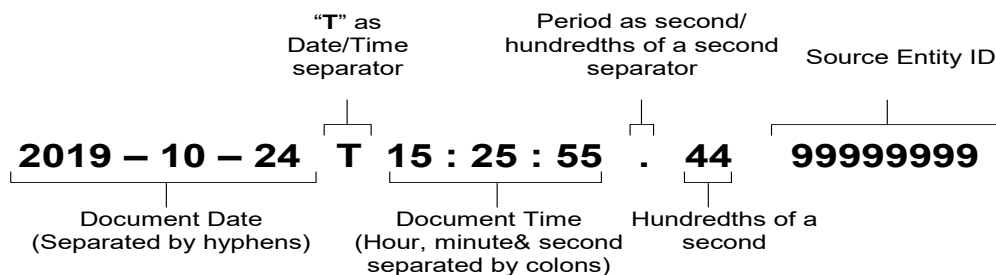 “T” as
Date/Time
separator
Period as second/
hundredths of a second
separator
Source Entity ID
2019 – 10 – 24 T 15 : 25 : 55 . 44 99999999
Document Date
(Separated by hyphens)
Document Time
(Hour, minute& second
separated by colons)
Hundredths of a
second